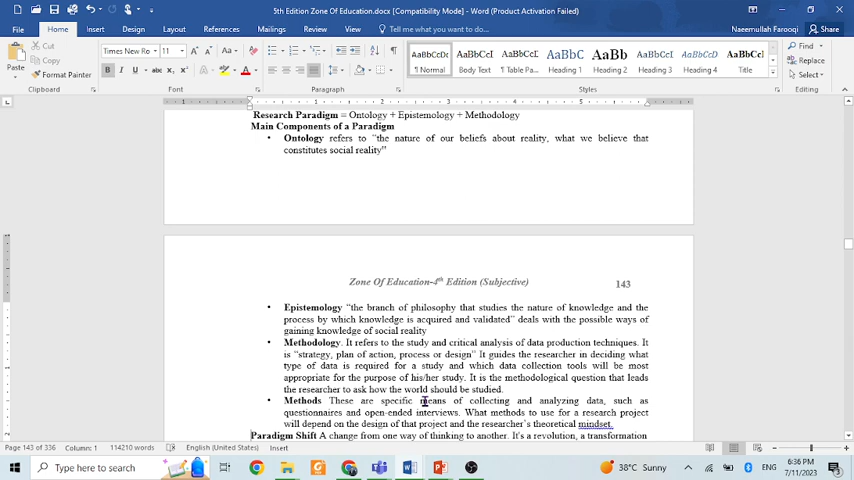 5th Edition Zone Of Education.docx [Compatibility Mode] - Word (Product Activation Failed)
File Home Insert Design Layout References Mailings Review View Tell me what you want to do... Naeemullah Farooqi Share
Paste Cut Copy Format Painter
Clipboard
Times New Ro 11 Aa
B I U abc x₂ x² A
Font
Paragraph
AaBbCcDc AaBbCcI AaBbCcI AaBbC AaBb AaBbCcI AaBbCcD AaBbCc
¶ Normal Body Text ¶ Table Pa... Heading 1 Heading 2 Heading 3 Heading 4 Title
Styles
Find
Replace
Select
Editing
Research Paradigm = Ontology + Epistemology + Methodology
Main Components of a Paradigm
• Ontology refers to “the nature of our beliefs about reality, what we believe that
constitutes social reality”
Zone Of Education-4th Edition (Subjective) 143
• Epistemology “the branch of philosophy that studies the nature of knowledge and the
process by which knowledge is acquired and validated” deals with the possible ways of
gaining knowledge of social reality
• Methodology. It refers to the study and critical analysis of data production techniques. It
is “strategy, plan of action, process or design” It guides the researcher in deciding what
type of data is required for a study and which data collection tools will be most
appropriate for the purpose of his/her study. It is the methodological question that leads
the researcher to ask how the world should be studied.
• Methods These are specific means of collecting and analyzing data, such as
questionnaires and open-ended interviews. What methods to use for a research project
will depend on the design of that project and the researcher’s theoretical mindset.
Paradigm Shift A change from one way of thinking to another. It's a revolution, a transformation
Page 143 of 336 Column: 1 114210 words English (United States) Insert 100%
Type here to search
38°C Sunny
ENG
6:36 PM
7/11/2023